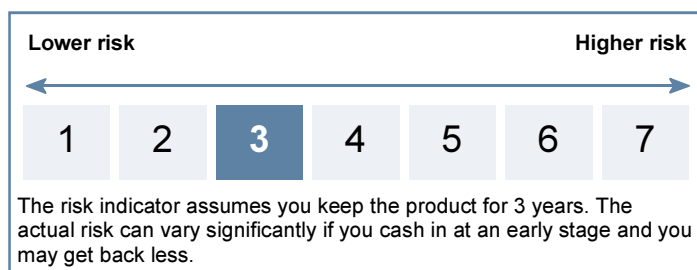 Lower risk Higher risk
1 2 3 4 5 6 7
The risk indicator assumes you keep the product for 3 years. The
actual risk can vary significantly if you cash in at an early stage and you
may get back less.